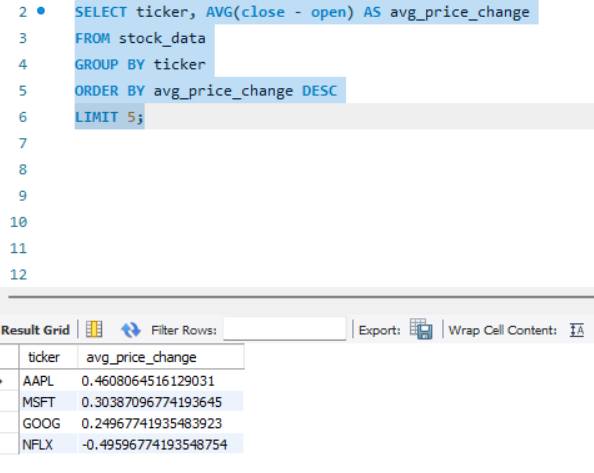 2 SELECT ticker, AVG(close - open) AS avg_price_change
3 FROM stock_data
4 GROUP BY ticker
5 ORDER BY avg_price_change DESC
6 LIMIT 5;
7
8
9
10
11
12
Result Grid Filter Rows: Export: Wrap Cell Content:
ticker avg_price_change
AAPL 0.4608064516129031
MSFT 0.30387096774193645
GOOG 0.24967741935483923
NFLX -0.49596774193548754